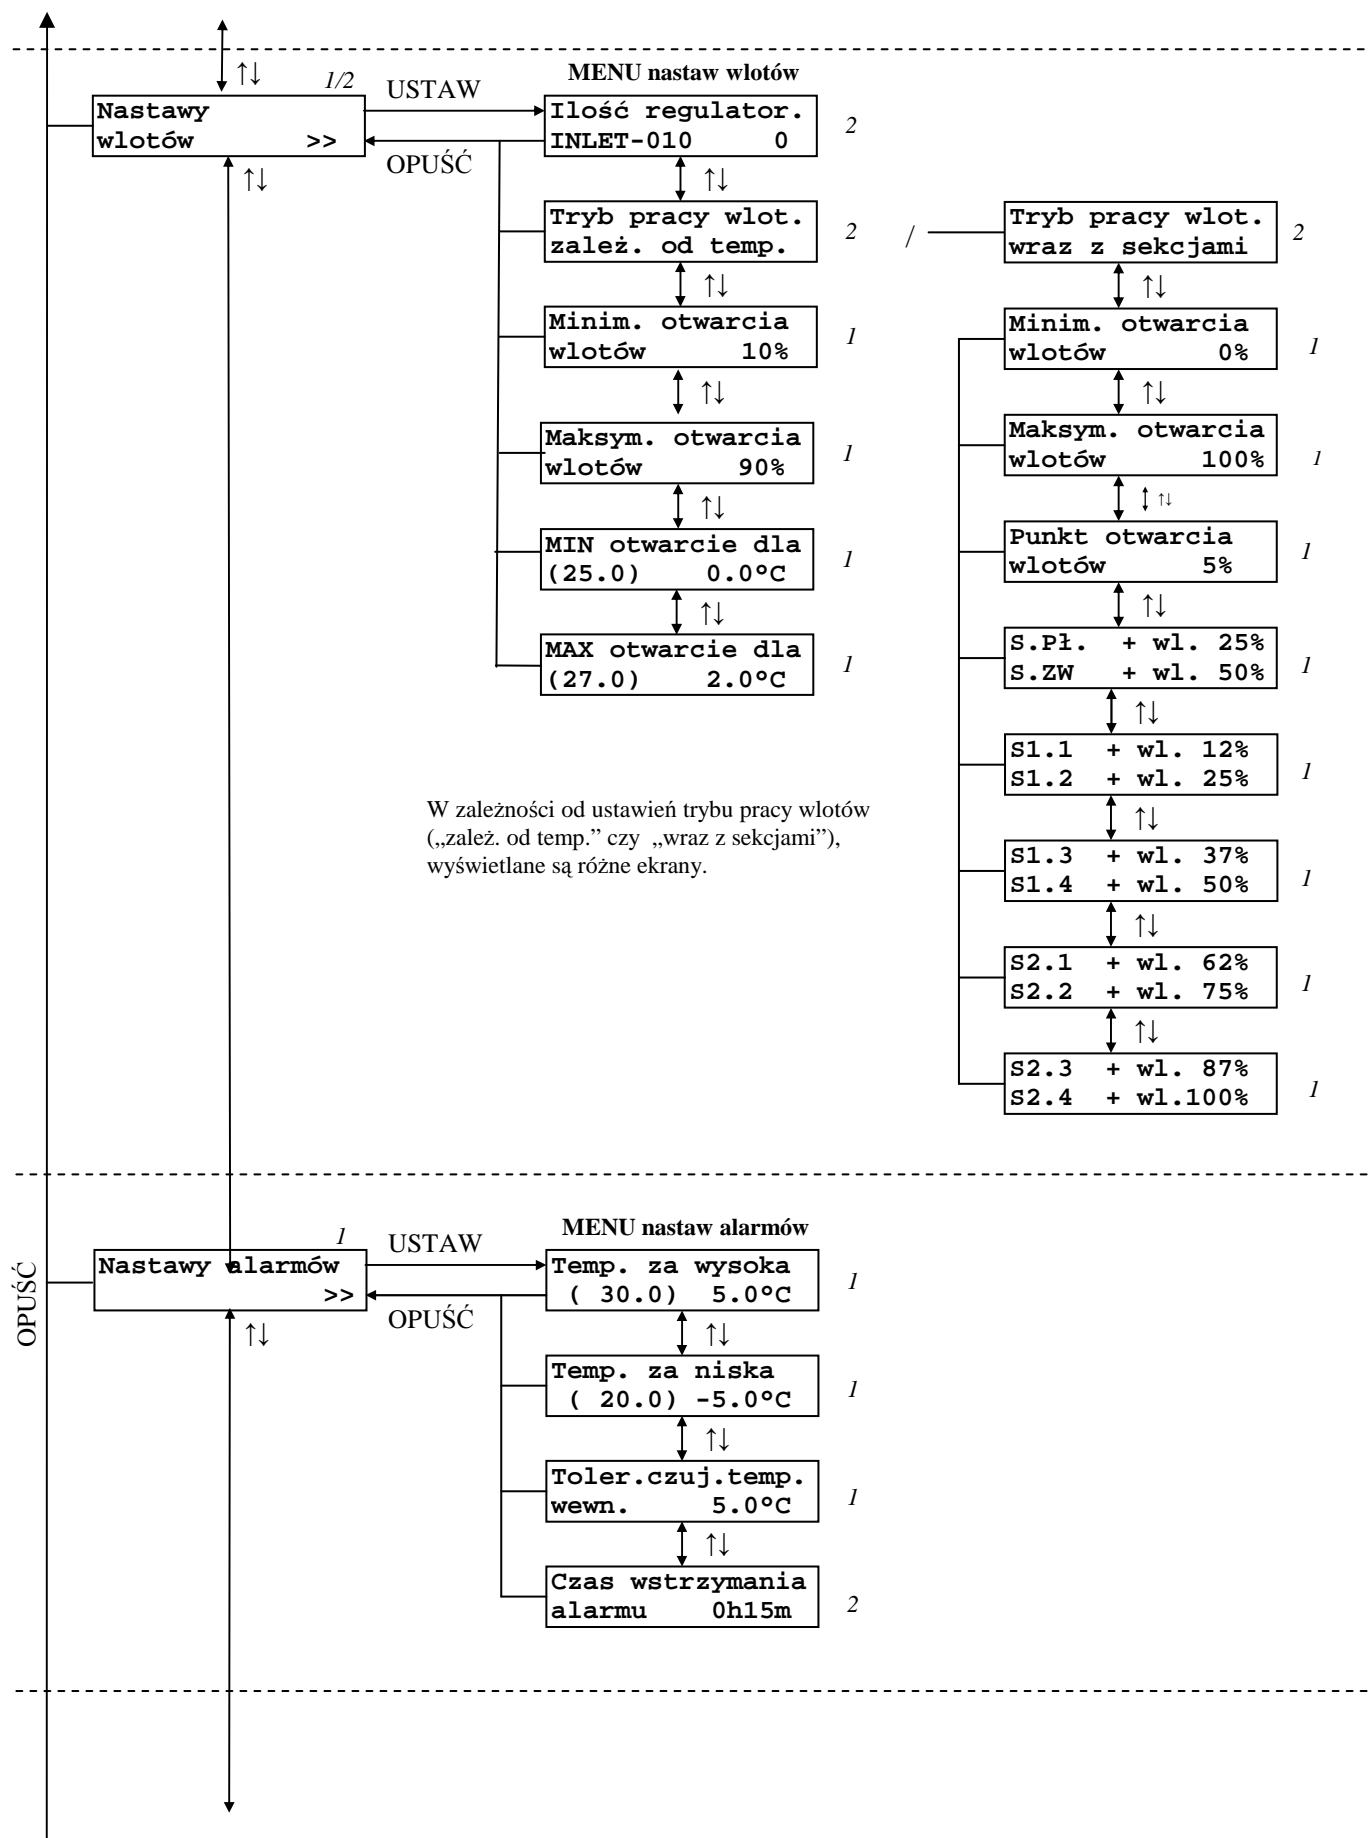 ↑↓
1/2
USTAW
OPUŚĆ
Nastawy
wlotów >>
↑↓
MENU nastaw wlotów
Ilość regulator.
INLET-010 0
2
↑↓
Tryb pracy wlot.
zależ. od temp.
2
↑↓
Minim. otwarcia
wlotów 10%
1
↑↓
Maksym. otwarcia
wlotów 90%
1
↑↓
MIN otwarcie dla
(25.0) 0.0°C
1
↑↓
MAX otwarcie dla
(27.0) 2.0°C
1
/
Tryb pracy wlot.
wraz z sekcjami
2
↑↓
Minim. otwarcia
wlotów 0%
1
↑↓
Maksym. otwarcia
wlotów 100%
1
↑↓
Punkt otwarcia
wlotów 5%
1
↑↓
S.Pł. + wl. 25%
S.ZW + wl. 50%
1
↑↓
S1.1 + wl. 12%
S1.2 + wl. 25%
1
↑↓
S1.3 + wl. 37%
S1.4 + wl. 50%
1
↑↓
S2.1 + wl. 62%
S2.2 + wl. 75%
1
↑↓
S2.3 + wl. 87%
S2.4 + wl.100%
1
W zależności od ustawień trybu pracy wlotów
(„zależ. od temp.” czy „wraz z sekcjami”),
wyświetlane są różne ekrany.
OPUŚĆ
1
USTAW
OPUŚĆ
Nastawy alarmów
>>
↑↓
MENU nastaw alarmów
Temp. za wysoka
( 30.0) 5.0°C
1
↑↓
Temp. za niska
( 20.0) -5.0°C
1
↑↓
Toler.czuj.temp.
wewn. 5.0°C
1
↑↓
Czas wstrzymania
alarmu 0h15m
2